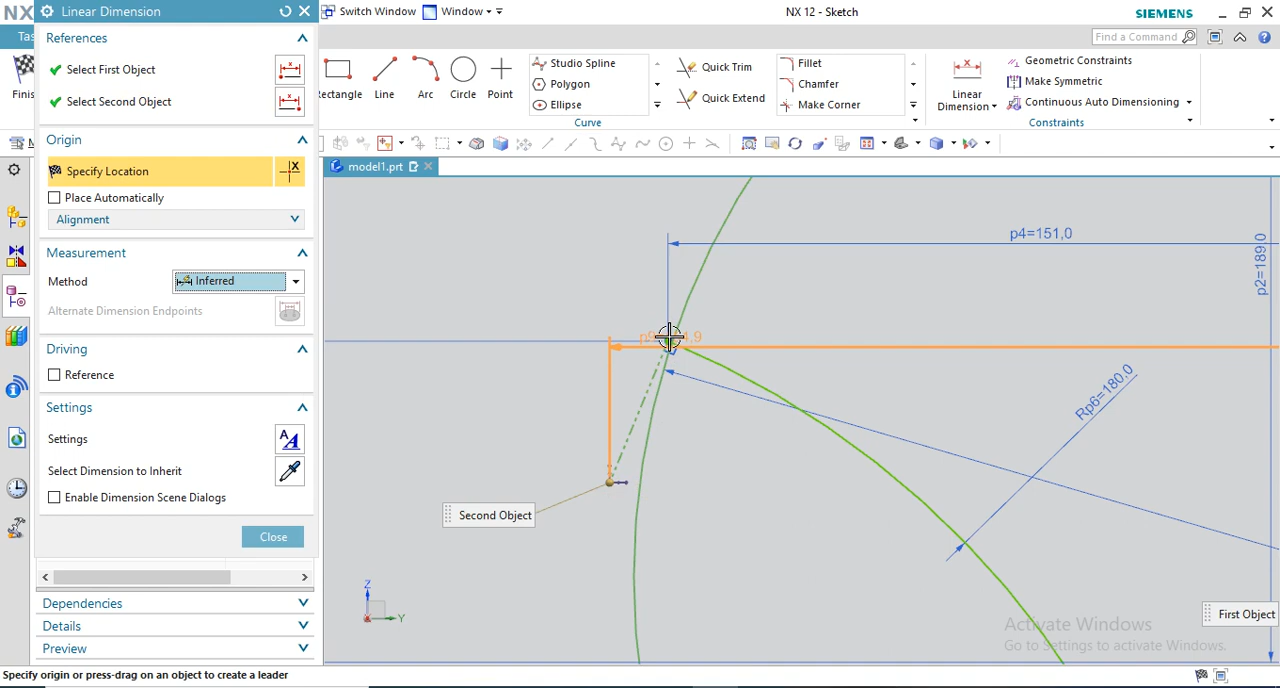 NX
Linear Dimension
Switch Window
Window
NX 12 - Sketch
SIEMENS
Find a Command
References
Select First Object
Select Second Object
Origin
Specify Location
Place Automatically
Alignment
Measurement
Method
Inferred
Alternate Dimension Endpoints
Driving
Reference
Settings
Settings
Select Dimension to Inherit
Enable Dimension Scene Dialogs
Close
Dependencies
Details
Preview
Specify origin or press-drag on an object to create a leader
Tas
Finis
ectangle
Line
Arc
Circle
Point
Studio Spline
Polygon
Ellipse
Quick Trim
Quick Extend
Fillet
Chamfer
Make Corner
Curve
Linear
Dimension
Geometric Constraints
Make Symmetric
Continuous Auto Dimensioning
Constraints
M
model1.prt
p4=151,0
p2=189,0
Rp6=180,0
Second Object
First Object
Z
Y
Activate Windows
Go to Settings to activate Windows.